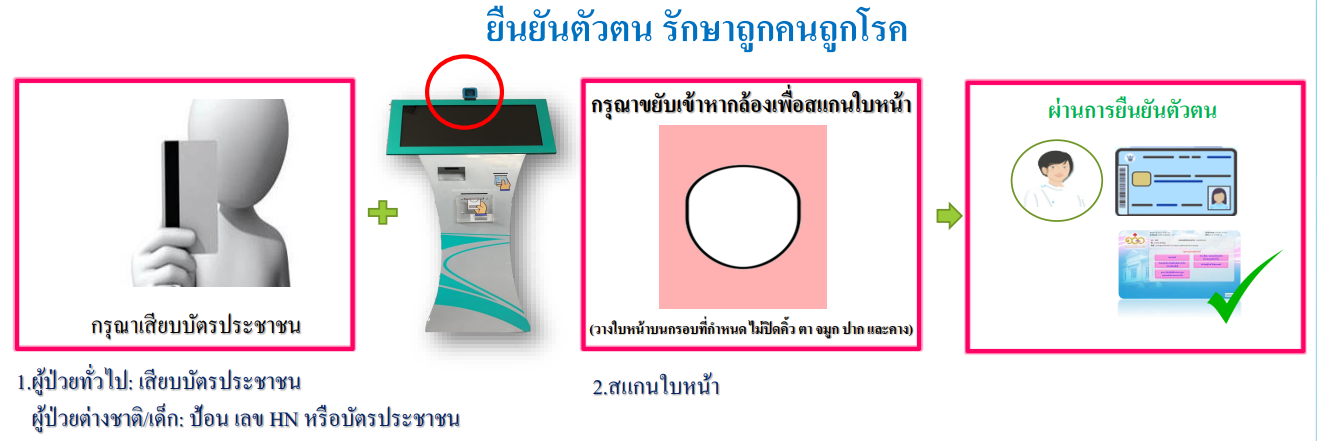 ยืนยันตัวตน รักษาถูกคนถูกโรค
กรุณาเสียบบัตรประชาชน
กรุณาขยับเข้าหากล้องเพื่อสแกนใบหน้า
(วางใบหน้าบนกรอบที่กำหนด ไม่ปิดคิ้ว ตา จมูก ปาก และคาง)
ผ่านการยืนยันตัวตน
1.ผู้ป่วยทั่วไป: เสียบบัตรประชาชน
ผู้ป่วยต่างชาติ/เด็ก: ป้อน เลข HN หรือบัตรประชาชน
2.สแกนใบหน้า